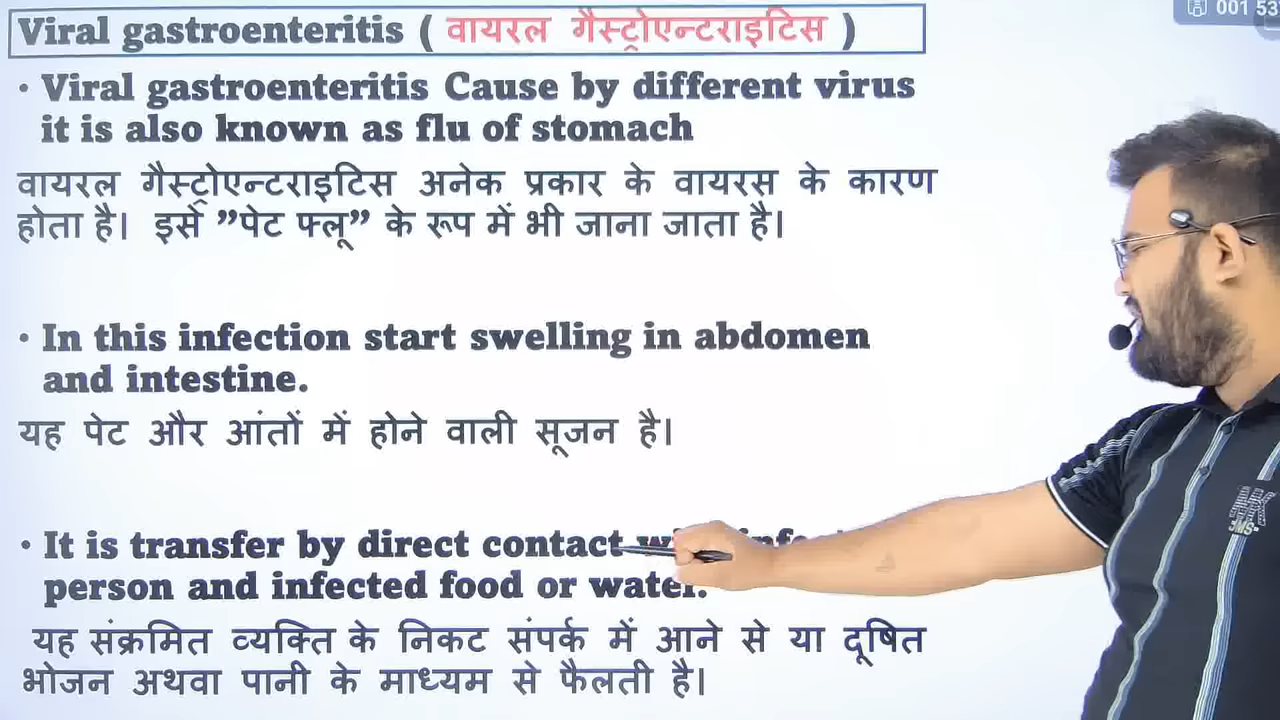 Viral gastroenteritis ( वायरल गैस्ट्रोएन्टराइटिस )
001 53
• Viral gastroenteritis Cause by different virus
it is also known as flu of stomach
वायरल गैस्ट्रोएन्टराइटिस अनेक प्रकार के वायरस के कारण
होता है। इसे ”पेट फ्लू” के रूप में भी जाना जाता है।
• In this infection start swelling in abdomen
and intestine.
यह पेट और आंतों में होने वाली सूजन है।
• It is transfer by direct contact
person and infected food or water.
यह संक्रमित व्यक्ति के निकट संपर्क में आने से या दूषित
भोजन अथवा पानी के माध्यम से फैलती है।